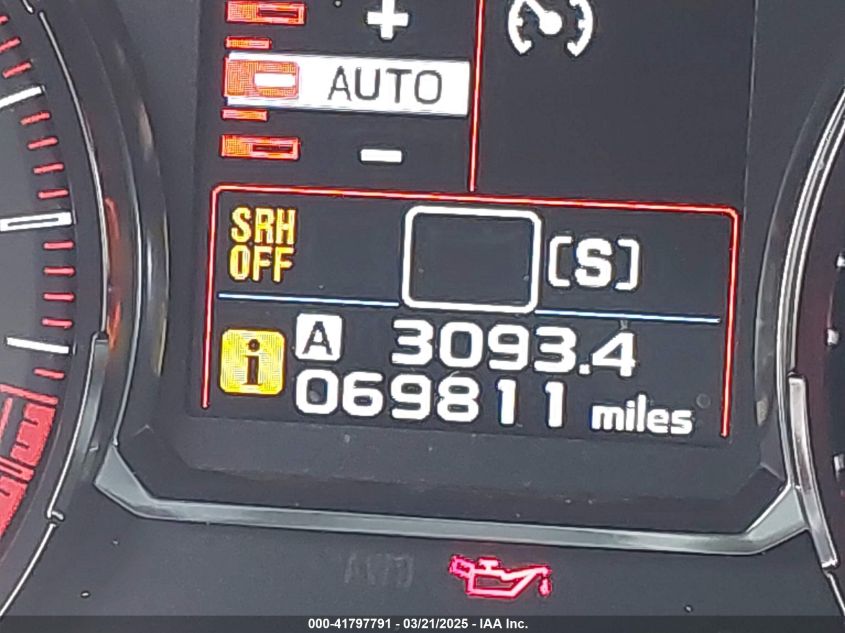 +
AUTO
-
SRH
OFF
[S]
i A 3093.4
069811 miles
000-41797791 - 03/21/2025 - IAA Inc.